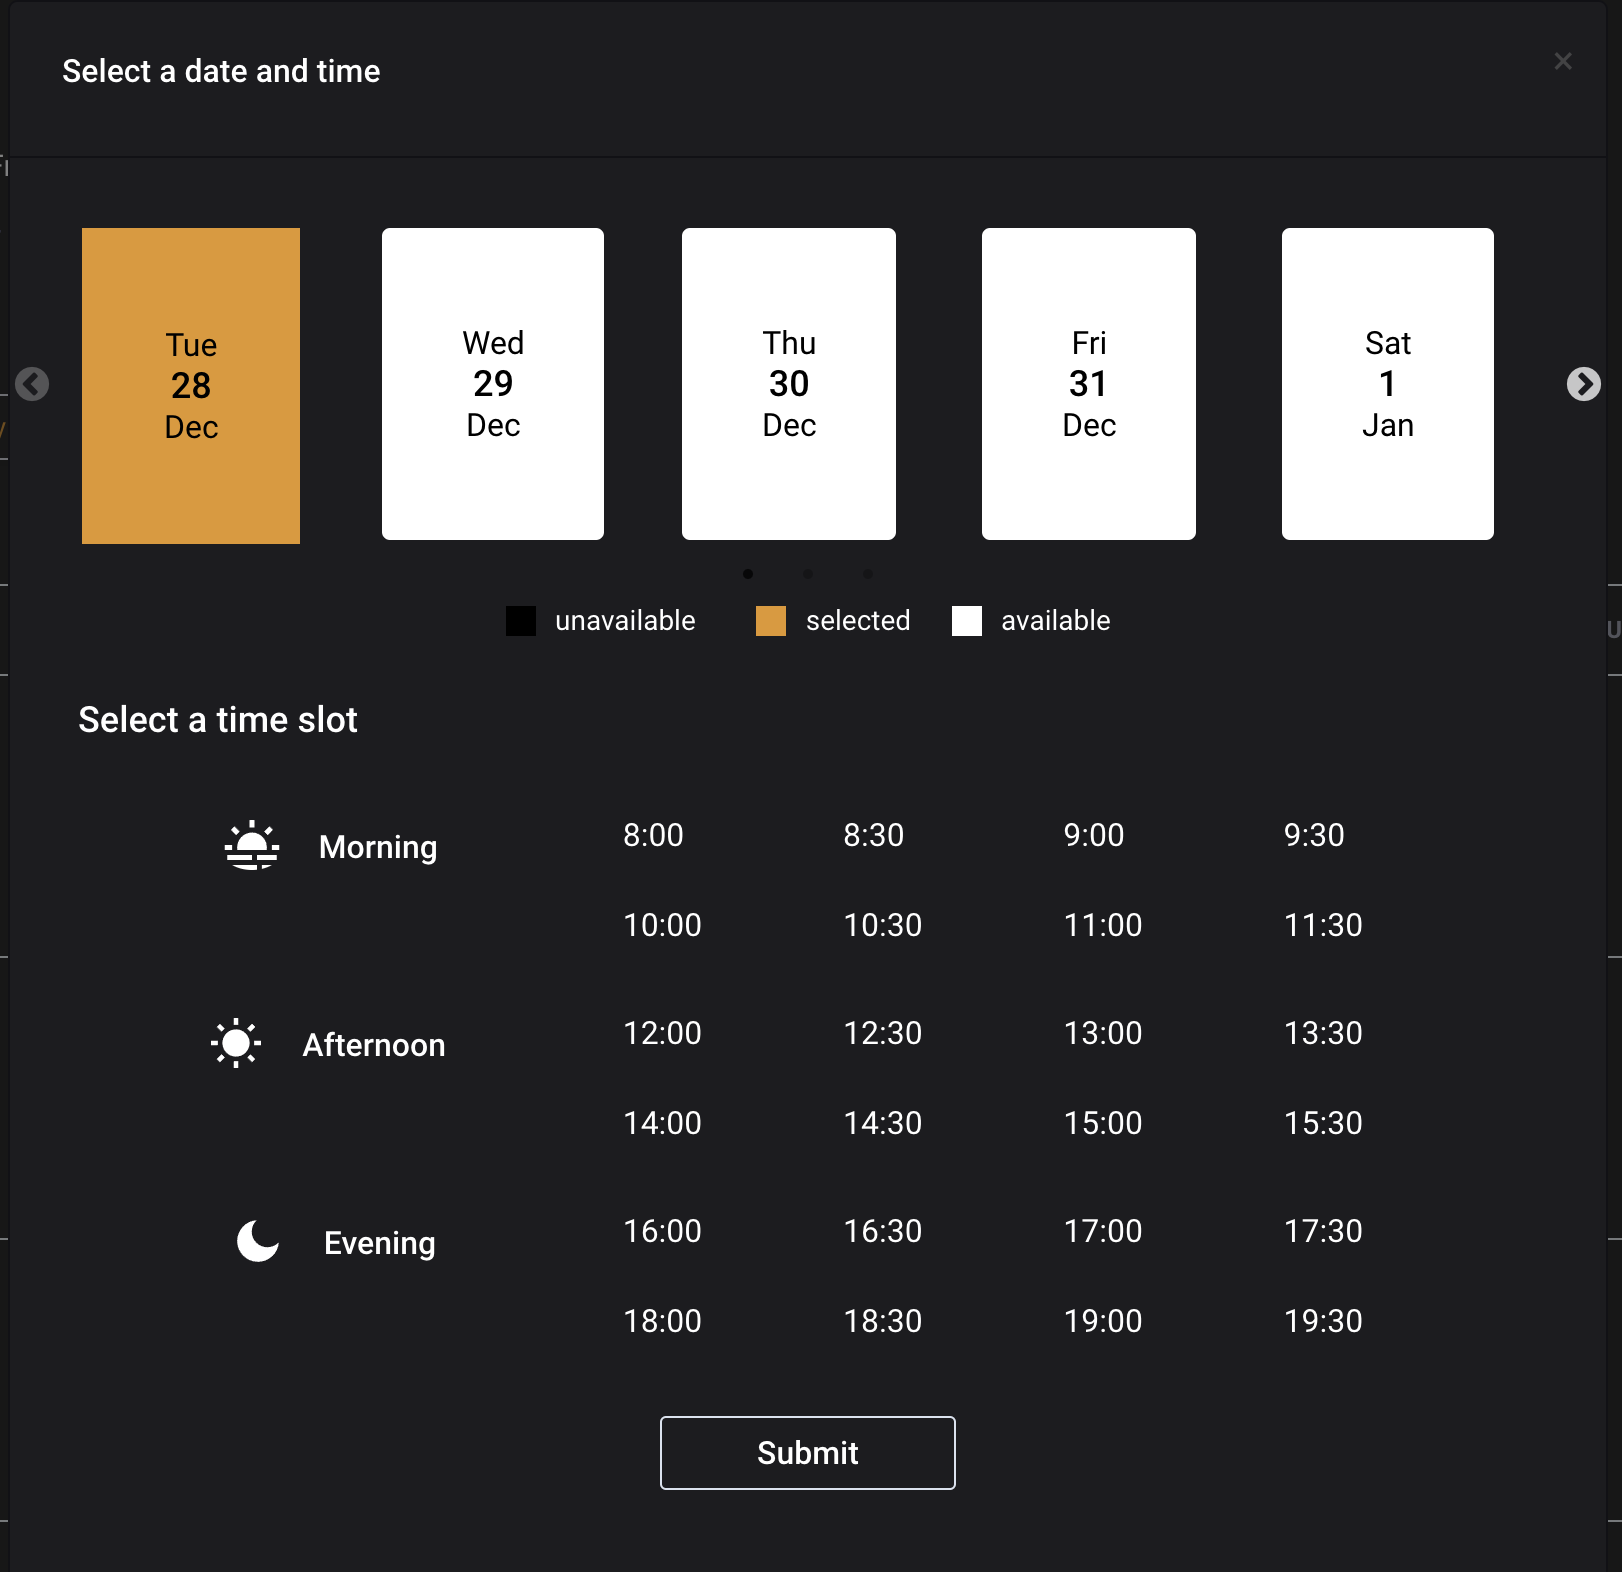 Select a date and time
Tue
28
Dec
Wed
29
Dec
Thu
30
Dec
Fri
31
Dec
Sat
1
Jan
unavailable selected available
Select a time slot
Morning 8:00 8:30 9:00 9:30
10:00 10:30 11:00 11:30
Afternoon 12:00 12:30 13:00 13:30
14:00 14:30 15:00 15:30
Evening 16:00 16:30 17:00 17:30
18:00 18:30 19:00 19:30
Submit